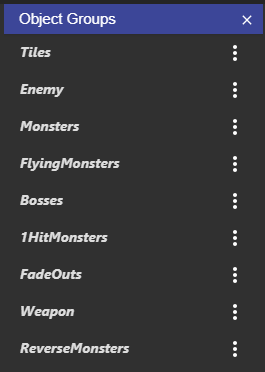 Object Groups
Tiles
Enemy
Monsters
FlyingMonsters
Bosses
1HitMonsters
FadeOuts
Weapon
ReverseMonsters